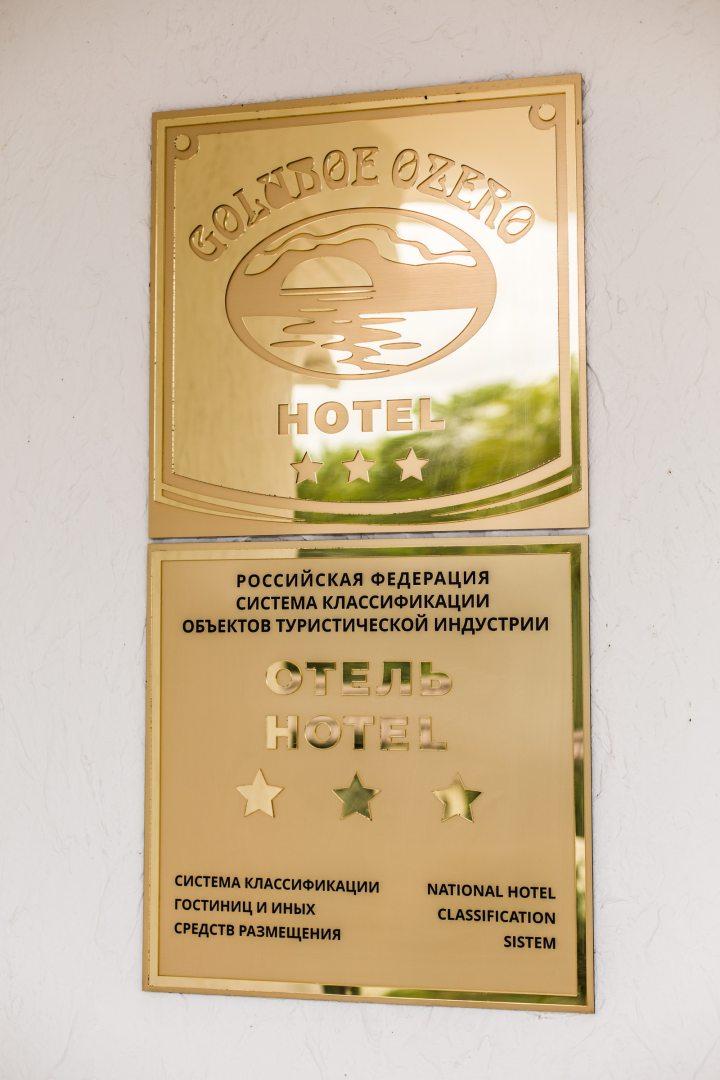 GOLUBOE OZERO
HOTEL
РОССИЙСКАЯ ФЕДЕРАЦИЯ
СИСТЕМА КЛАССИФИКАЦИИ
ОБЪЕКТОВ ТУРИСТИЧЕСКОЙ ИНДУСТРИИ
ОТЕЛЬ
HOTEL
СИСТЕМА КЛАССИФИКАЦИИ
ГОСТИНИЦ И ИНЫХ
СРЕДСТВ РАЗМЕЩЕНИЯ
NATIONAL HOTEL
CLASSIFICATION
SISTEM